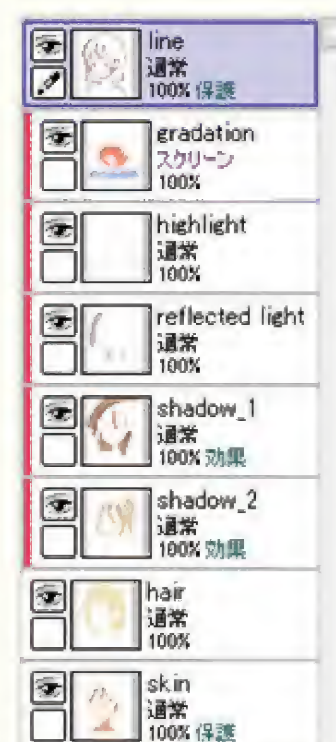 line
通常
100% 保護
gradation
スクリーン
100%
highlight
通常
100%
reflected light
通常
100%
shadow_1
通常
100% 効果
shadow_2
通常
100% 効果
hair
通常
100%
skin
通常
100% 保護